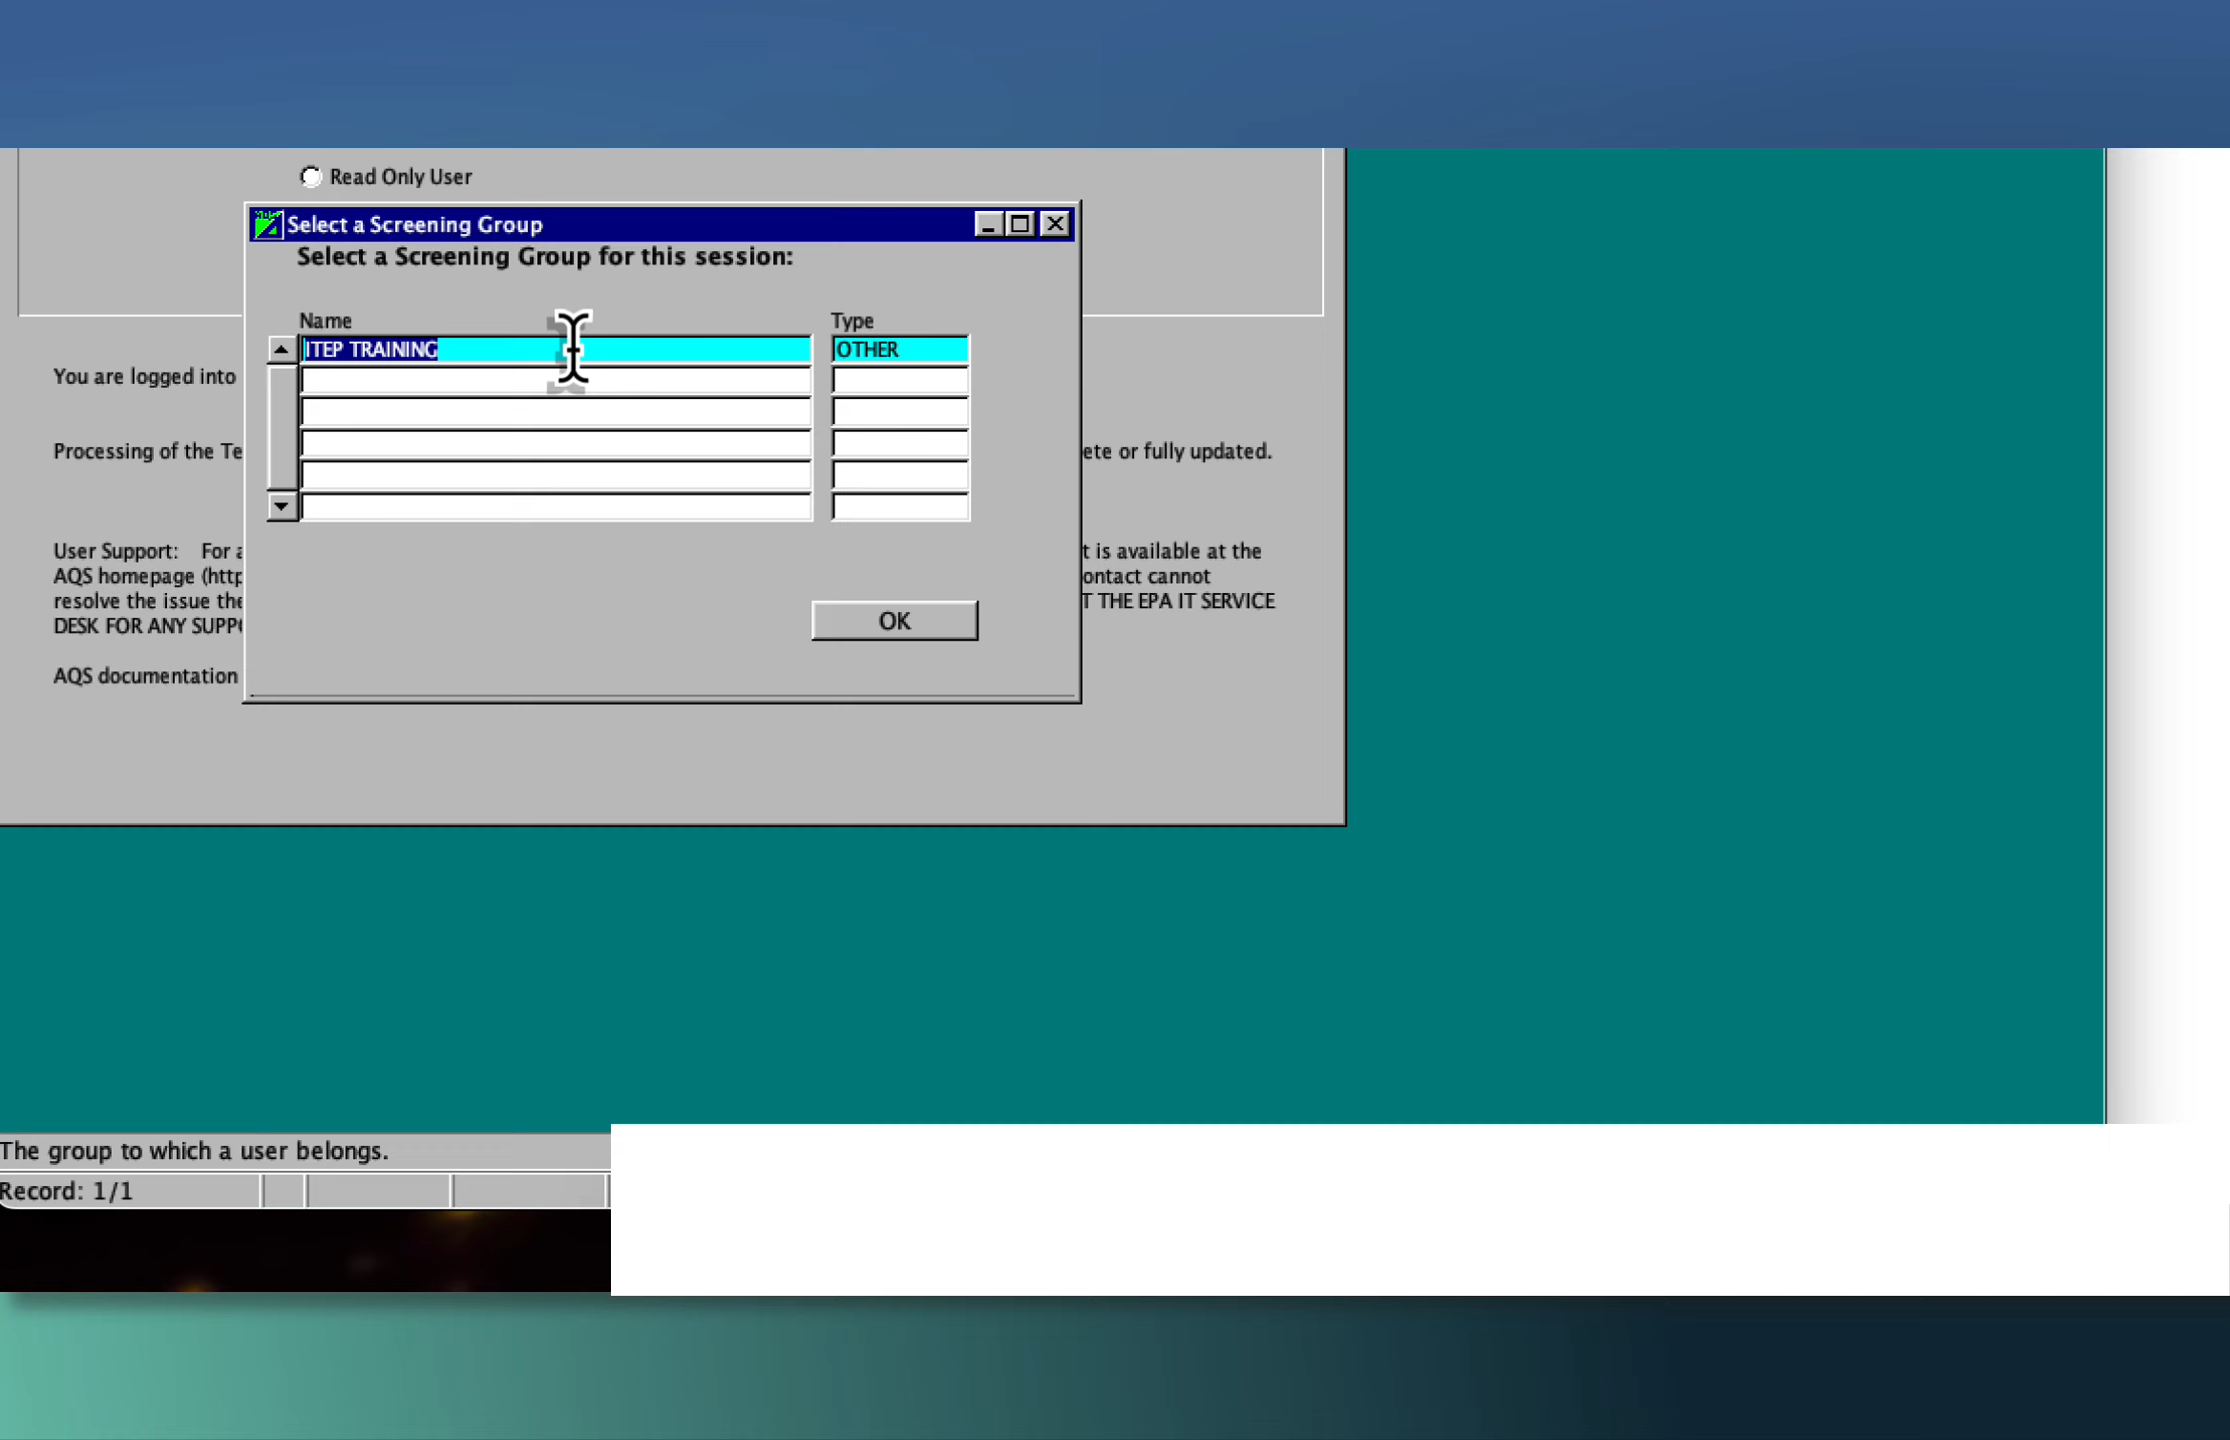 Read Only User
Select a Screening Group
Select a Screening Group for this session:
Name Type
ITEP TRAINING OTHER
You are logged into
Processing of the Te ete or fully updated.
User Support: For a t is available at the
AQS homepage (http ontact cannot
resolve the issue the T THE EPA IT SERVICE
DESK FOR ANY SUPPO
OK
AQS documentation
The group to which a user belongs.
Record: 1/1